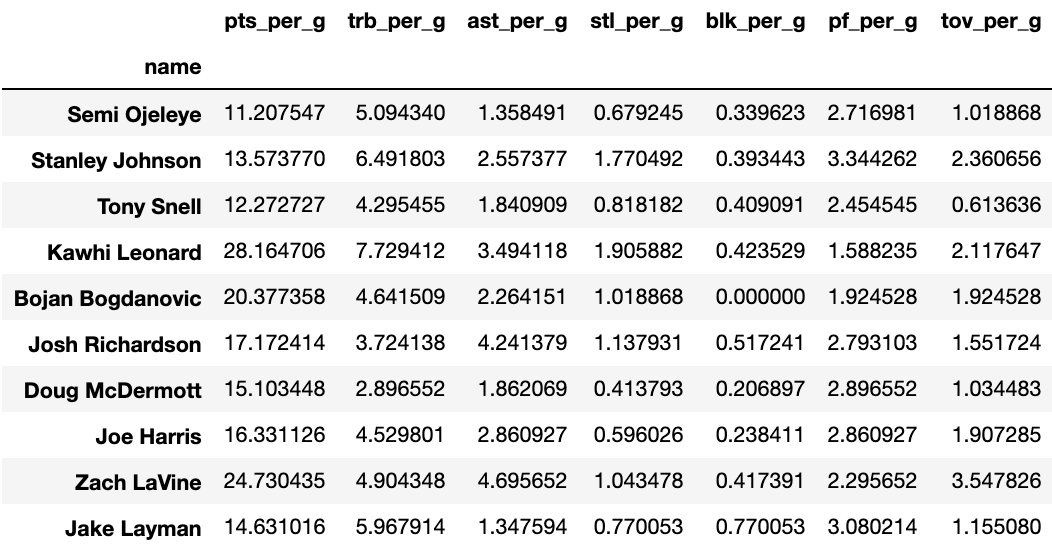 pts_per_g trb_per_g ast_per_g stl_per_g blk_per_g pf_per_g tov_per_g
name
Semi Ojeleye 11.207547 5.094340 1.358491 0.679245 0.339623 2.716981 1.018868
Stanley Johnson 13.573770 6.491803 2.557377 1.770492 0.393443 3.344262 2.360656
Tony Snell 12.272727 4.295455 1.840909 0.818182 0.409091 2.454545 0.613636
Kawhi Leonard 28.164706 7.729412 3.494118 1.905882 0.423529 1.588235 2.117647
Bojan Bogdanovic 20.377358 4.641509 2.264151 1.018868 0.000000 1.924528 1.924528
Josh Richardson 17.172414 3.724138 4.241379 1.137931 0.517241 2.793103 1.551724
Doug McDermott 15.103448 2.896552 1.862069 0.413793 0.206897 2.896552 1.034483
Joe Harris 16.331126 4.529801 2.860927 0.596026 0.238411 2.860927 1.907285
Zach LaVine 24.730435 4.904348 4.695652 1.043478 0.417391 2.295652 3.547826
Jake Layman 14.631016 5.967914 1.347594 0.770053 0.770053 3.080214 1.155080